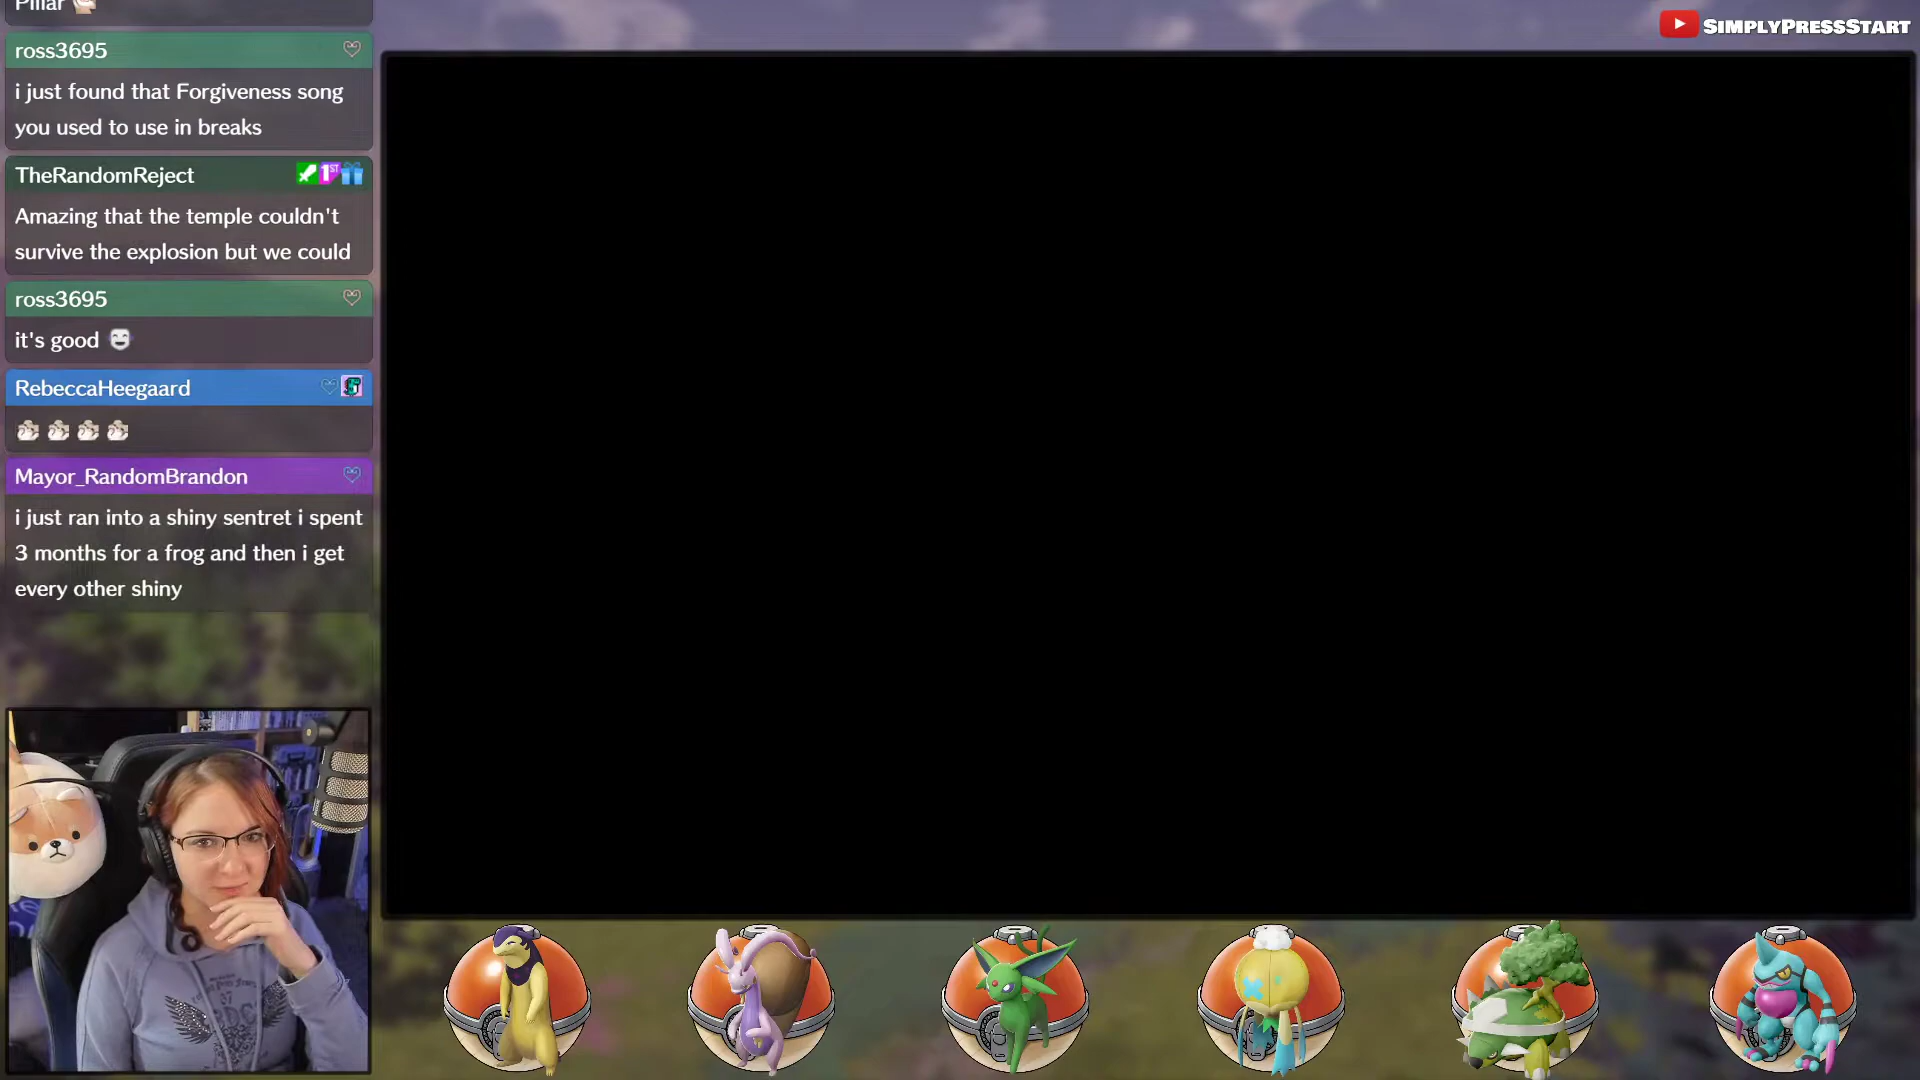 Pillar
SIMPLYPRESSSTART
ross3695
i just found that Forgiveness song
you used to use in breaks
TheRandomReject
1ST
Amazing that the temple couldn't
survive the explosion but we could
ross3695
it's good
RebeccaHeegaard
Mayor_RandomBrandon
i just ran into a shiny sentret i spent
3 months for a frog and then i get
every other shiny